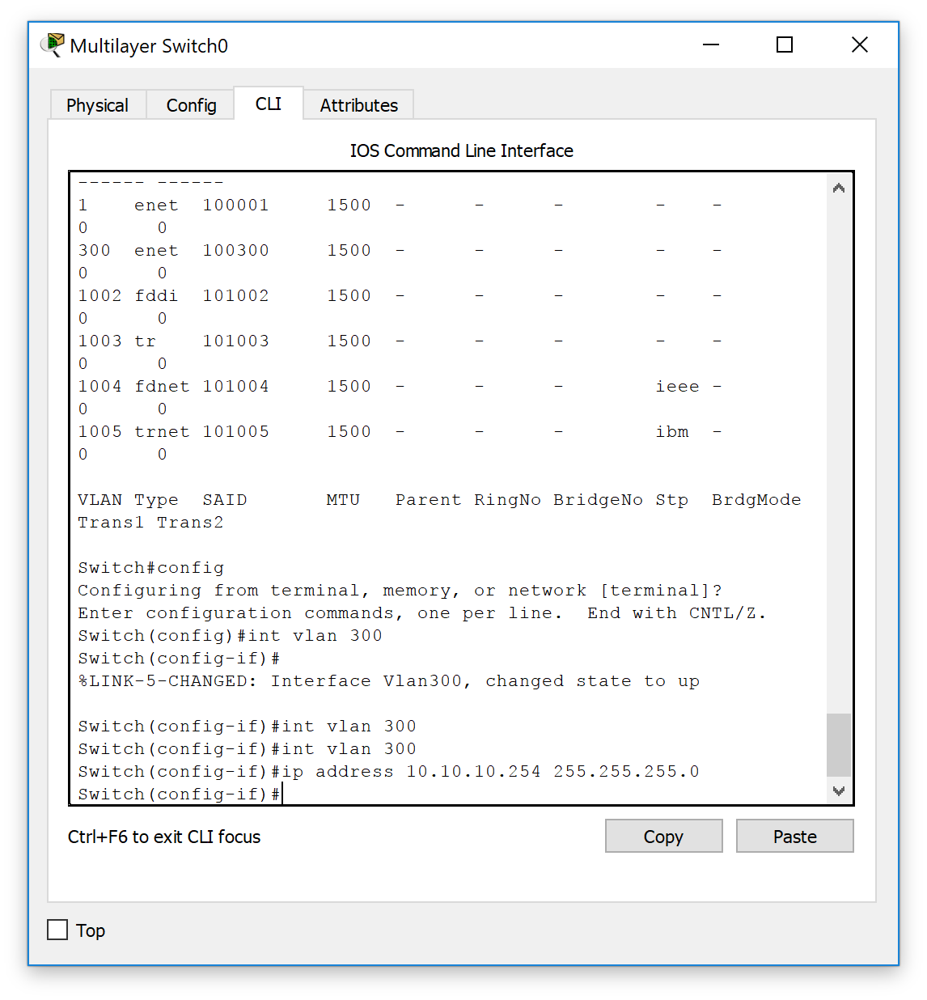 Multilayer Switch0
Physical Config CLI Attributes
IOS Command Line Interface
------ ------
1    enet  100001     1500  -      -      -        -    -
0      0
300  enet  100300     1500  -      -      -        -    -
0      0
1002 fddi  101002     1500  -      -      -        -    -
0      0
1003 tr    101003     1500  -      -      -        -    -
0      0
1004 fdnet 101004     1500  -      -      -        ieee -
0      0
1005 trnet 101005     1500  -      -      -        ibm  -
0      0
VLAN Type  SAID       MTU   Parent RingNo BridgeNo Stp  BrdgMode
Trans1 Trans2
Switch#config
Configuring from terminal, memory, or network [terminal]?
Enter configuration commands, one per line.  End with CNTL/Z.
Switch(config)#int vlan 300
Switch(config-if)#
%LINK-5-CHANGED: Interface Vlan300, changed state to up
Switch(config-if)#int vlan 300
Switch(config-if)#int vlan 300
Switch(config-if)#ip address 10.10.10.254 255.255.255.0
Switch(config-if)#
Ctrl+F6 to exit CLI focus Copy Paste
Top